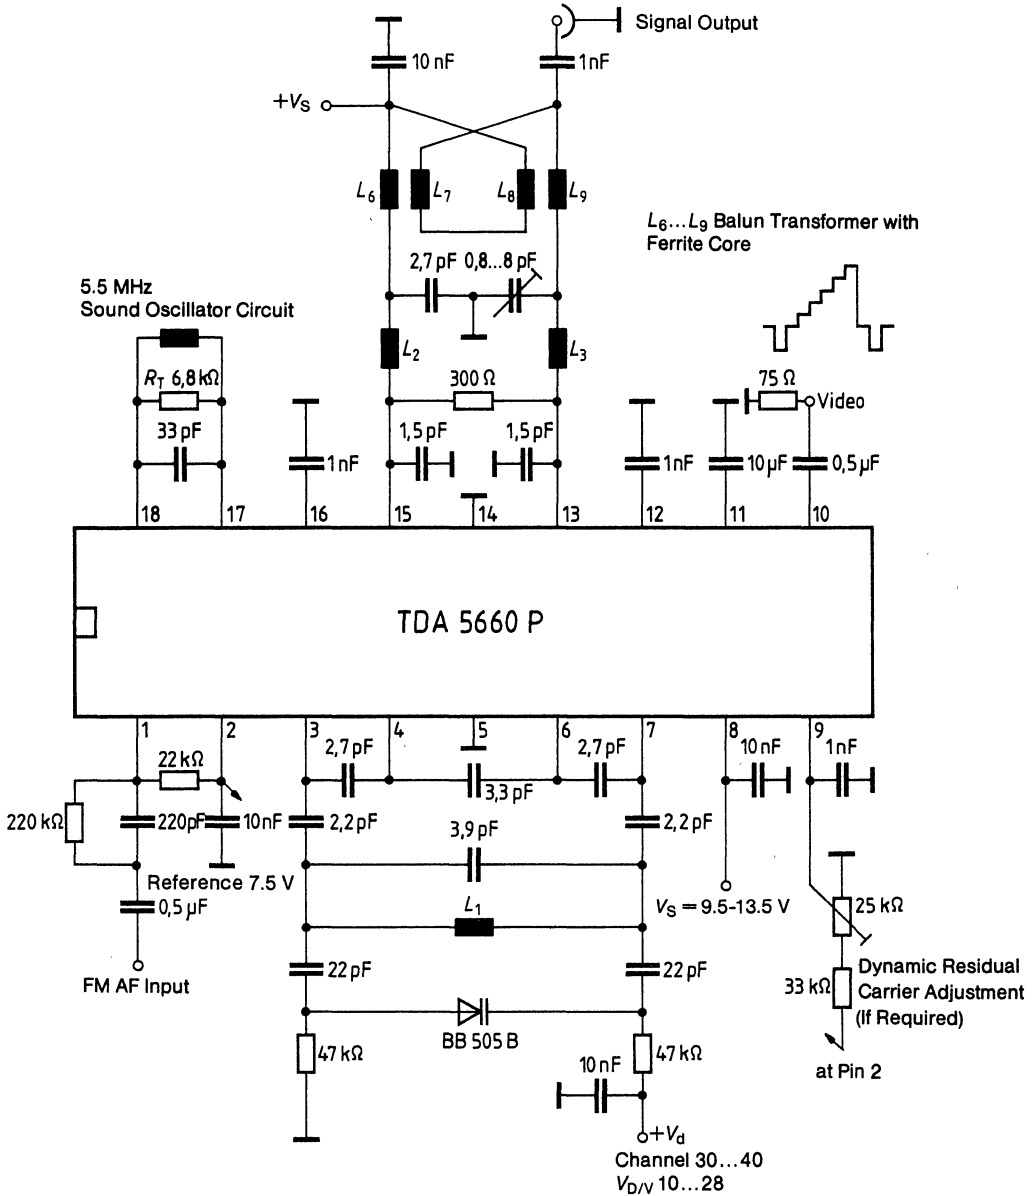 Signal Output
10 nF
1nF
+VS
L6
L7
L8
L9
L6...L9 Balun Transformer with
Ferrite Core
2,7 pF
0,8...8 pF
5.5 MHz
Sound Oscillator Circuit
L2
L3
RT 6,8 kΩ
300 Ω
75 Ω
Video
33 pF
1,5 pF
1,5 pF
1nF
1nF
10 µF
0,5 µF
18
17
16
15
14
13
12
11
10
TDA 5660 P
1
2
3
4
5
6
7
8
9
22 kΩ
2,7 pF
3,3 pF
2,7 pF
10 nF
1nF
220 kΩ
220pF
10nF
2,2 pF
2,2 pF
3,9 pF
Reference 7.5 V
0,5 µF
L1
VS = 9.5-13.5 V
25 kΩ
FM AF Input
22 pF
22 pF
33 kΩ
Dynamic Residual
Carrier Adjustment
(If Required)
BB 505 B
47 kΩ
47 kΩ
10 nF
at Pin 2
+Vd
Channel 30...40
VD/V 10...28